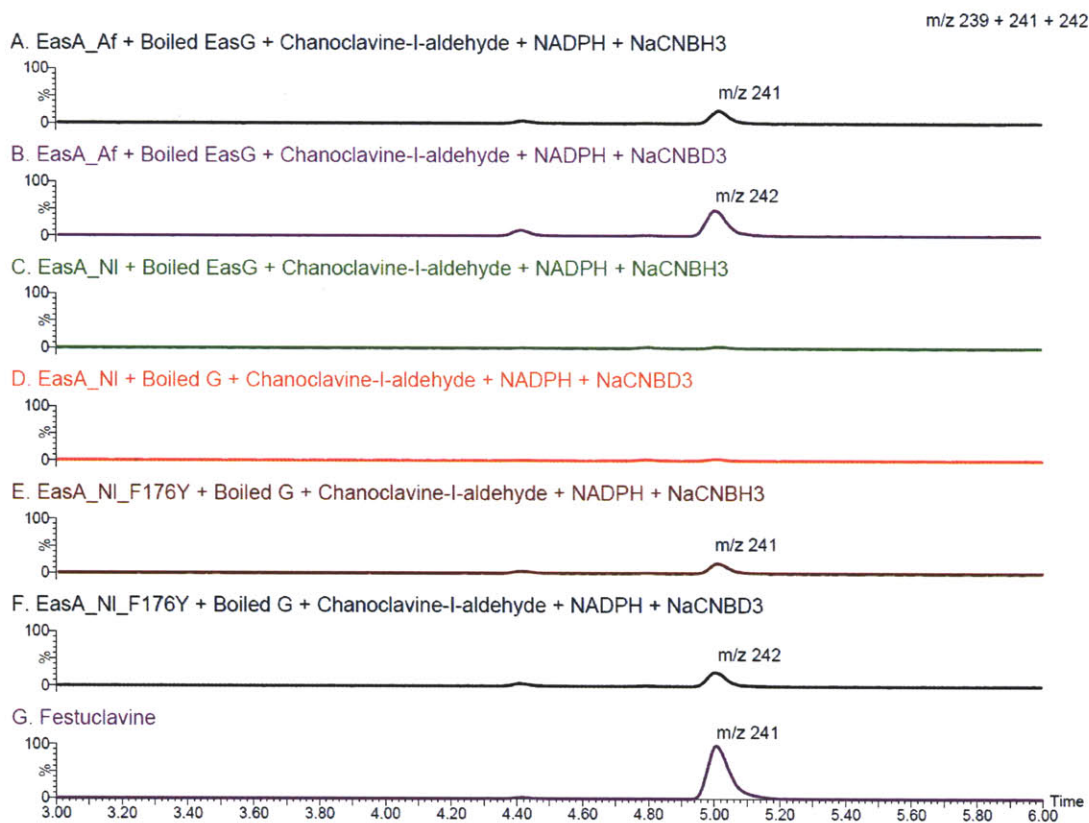 m/z 239 + 241 + 242
A. EasA_Af + Boiled EasG + Chanoclavine-I-aldehyde + NADPH + NaCNBH3
100
%
0
m/z 241
B. EasA_Af + Boiled EasG + Chanoclavine-I-aldehyde + NADPH + NaCNBD3
100
%
0
m/z 242
C. EasA_NI + Boiled EasG + Chanoclavine-I-aldehyde + NADPH + NaCNBH3
100
%
0
D. EasA_NI + Boiled G + Chanoclavine-I-aldehyde + NADPH + NaCNBD3
100
%
0
E. EasA_NI_F176Y + Boiled G + Chanoclavine-I-aldehyde + NADPH + NaCNBH3
100
%
0
m/z 241
F. EasA_NI_F176Y + Boiled G + Chanoclavine-I-aldehyde + NADPH + NaCNBD3
100
%
0
m/z 242
G. Festuclavine
100
%
0
m/z 241
3.00 3.20 3.40 3.60 3.80 4.00 4.20 4.40 4.60 4.80 5.00 5.20 5.40 5.60 5.80 6.00 Time